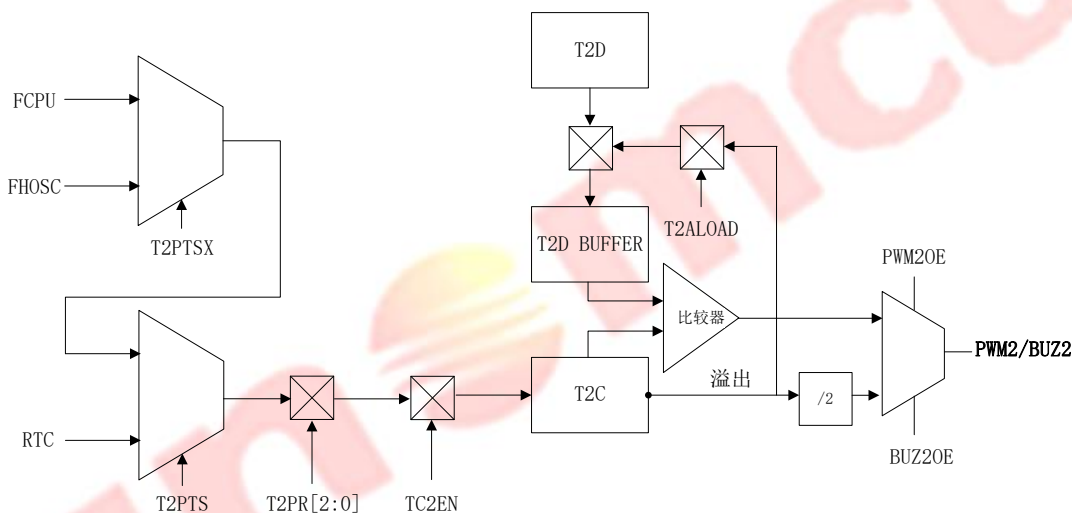 T2D
FCPU
FHOSC
T2PTSX
T2ALOAD
T2D BUFFER
PWM2OE
比较器
PWM2/BUZ2
T2C
溢出
/2
RTC
BUZ2OE
T2PTS
T2PR[2:0]
TC2EN